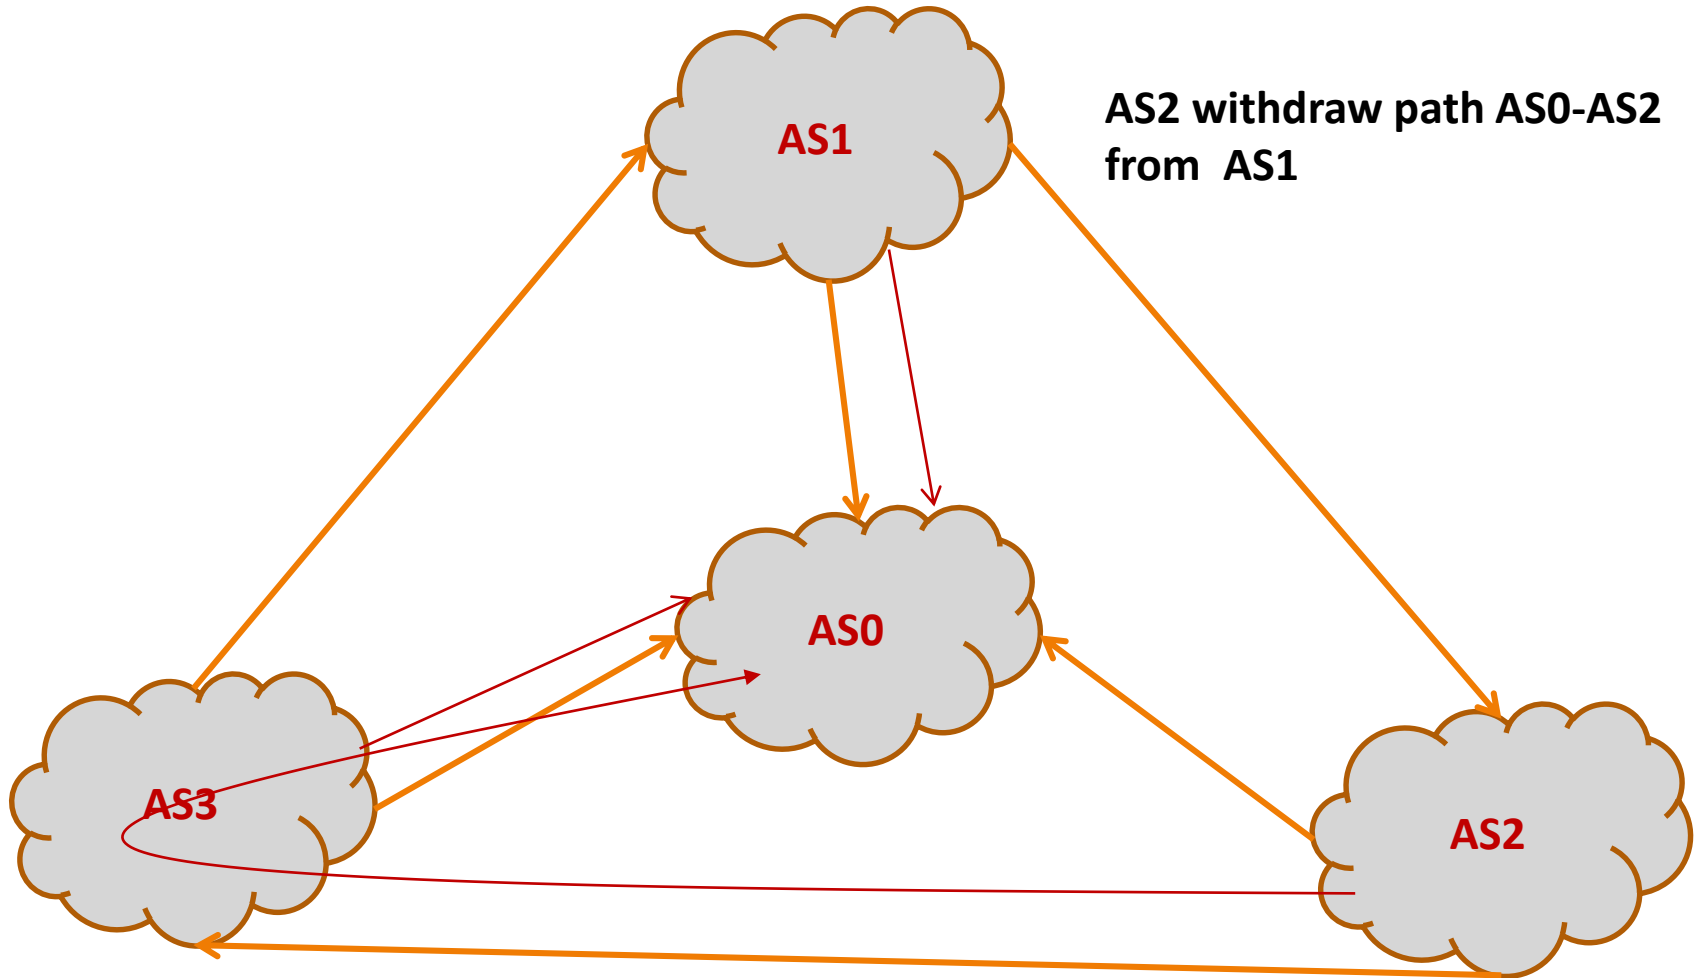 AS1
AS2 withdraw path AS0-AS2
from AS1
AS0
AS3
AS2